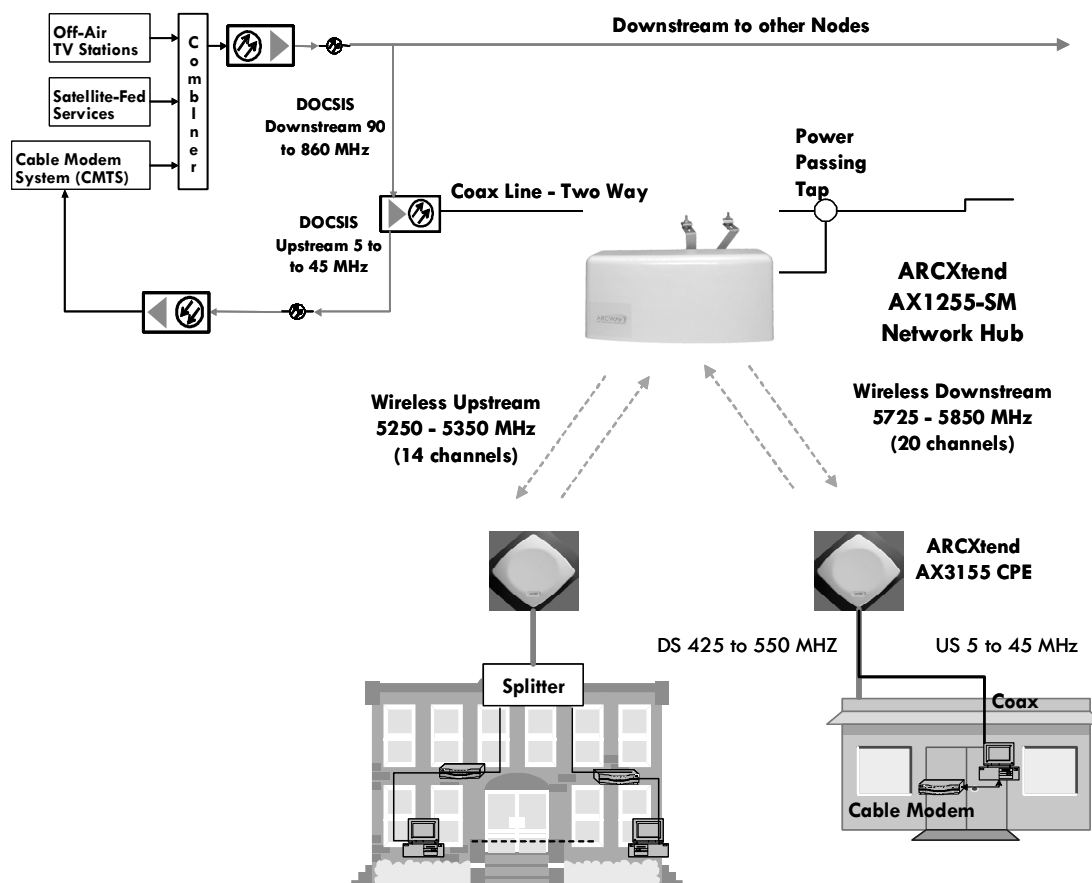 Off-Air
TV Stations
Satellite-Fed
Services
Cable Modem
System (CMTS)
CombIner
Downstream to other Nodes
DOCSIS
Downstream 90
to 860 MHz
DOCSIS
Upstream 5 to
to 45 MHz
Coax Line - Two Way
Power
Passing
Tap
ARCWAVE
ARCXtend
AX1255-SM
Network Hub
Wireless Upstream
5250 - 5350 MHz
(14 channels)
Wireless Downstream
5725 - 5850 MHz
(20 channels)
ARCXtend
AX3155 CPE
DS 425 to 550 MHZ
US 5 to 45 MHz
Splitter
Coax
Cable Modem